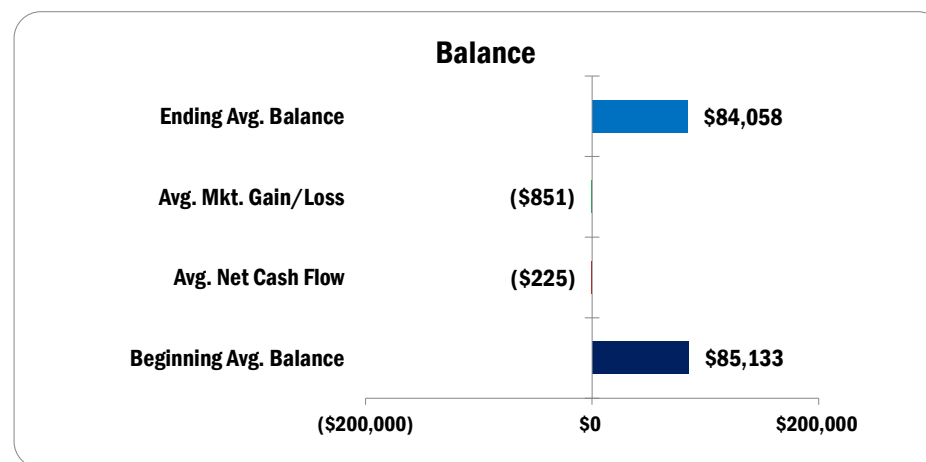 Balance
Ending Avg. Balance $84,058
Avg. Mkt. Gain/Loss ($851)
Avg. Net Cash Flow ($225)
Beginning Avg. Balance $85,133
($200,000) $0 $200,000